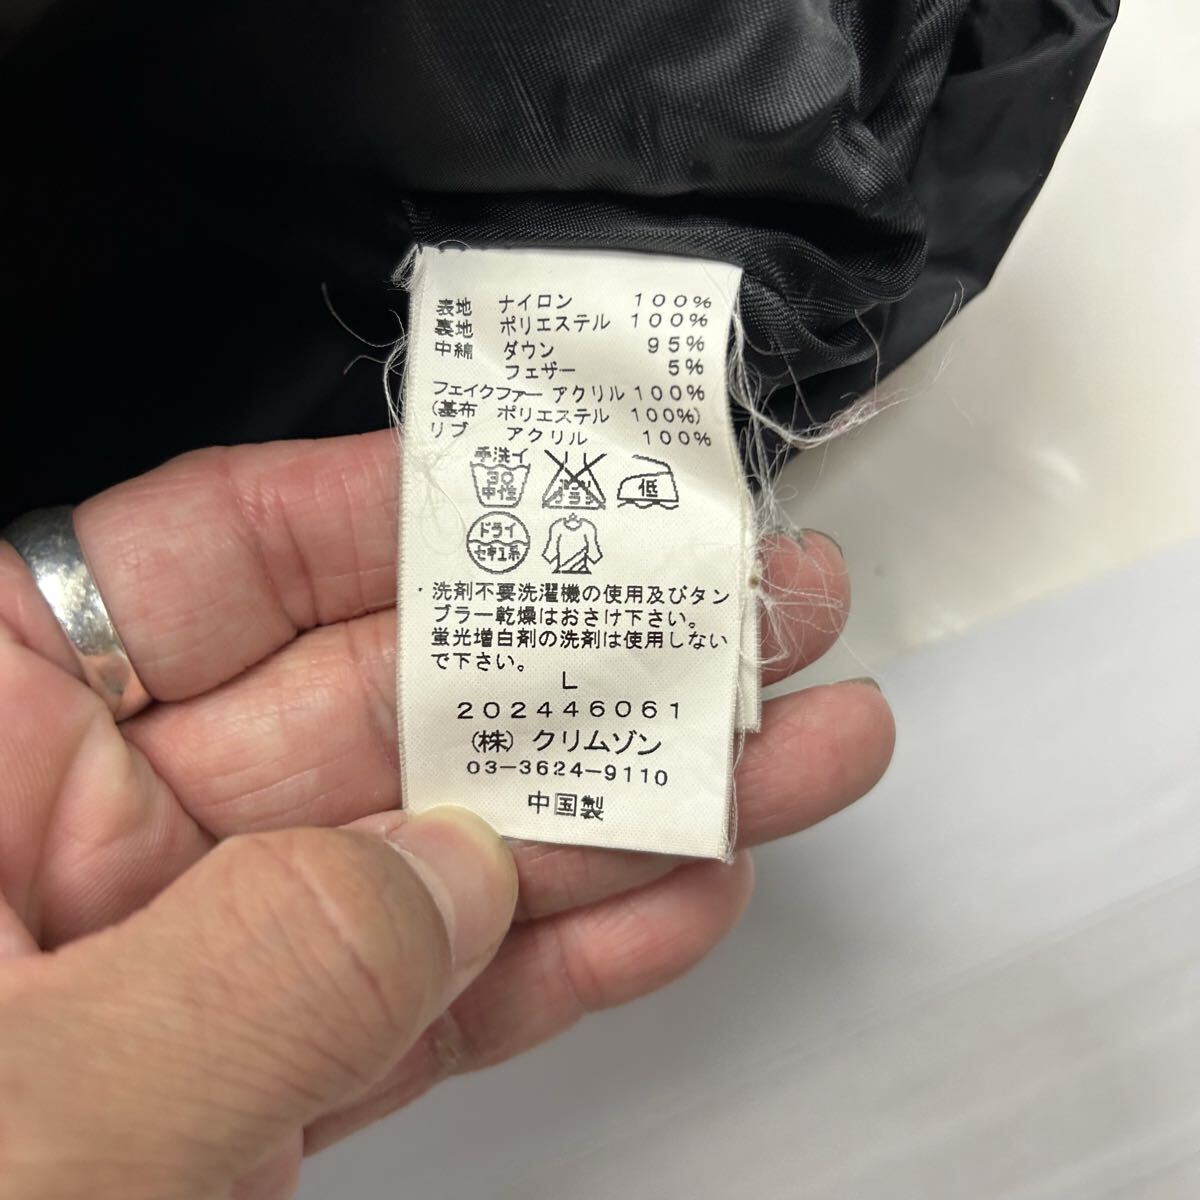 表地 ナイロン 100%
裏地 ポリエステル 100%
中綿 ダウン 95%
フェザー 5%
フェイクファー アクリル 100%
(基布 ポリエステル 100%)
リブ アクリル 100%
手洗イ
30
中性
低
ドライ
セキユ系
・洗剤不要洗濯機の使用及びタン
ブラー乾燥はおさけ下さい。
蛍光増白剤の洗剤は使用しない
で下さい。
L
202446061
(株) クリムゾン
03-3624-9110
中国製